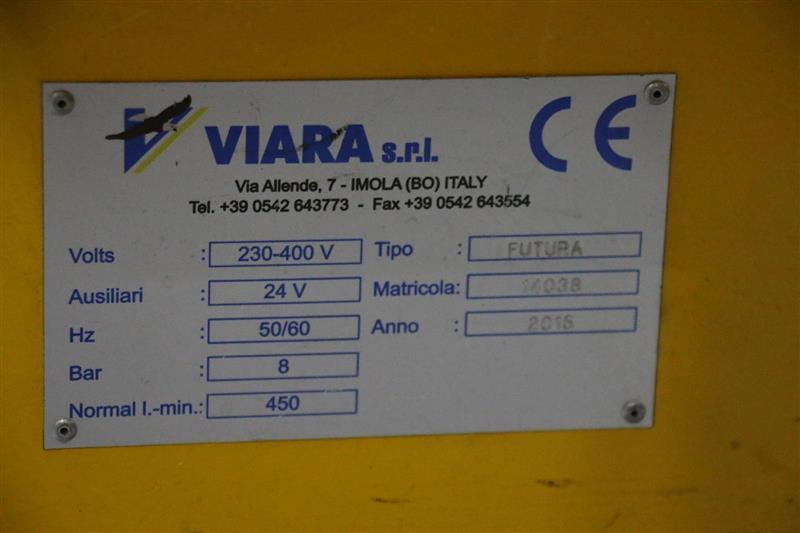 VIARA s.r.l.
CE
Via Allende, 7 - IMOLA (BO) ITALY
Tel. +39 0542 643773 - Fax +39 0542 643554
Volts : 230-400 V
Ausiliari : 24 V
Hz : 50/60
Bar : 8
Normal l.-min.: 450
Tipo : FUTURA
Matricola: 14038
Anno :